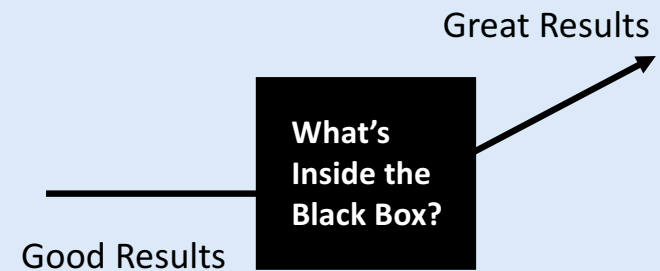 Great Results
What’s
Inside the
Black Box?
Good Results